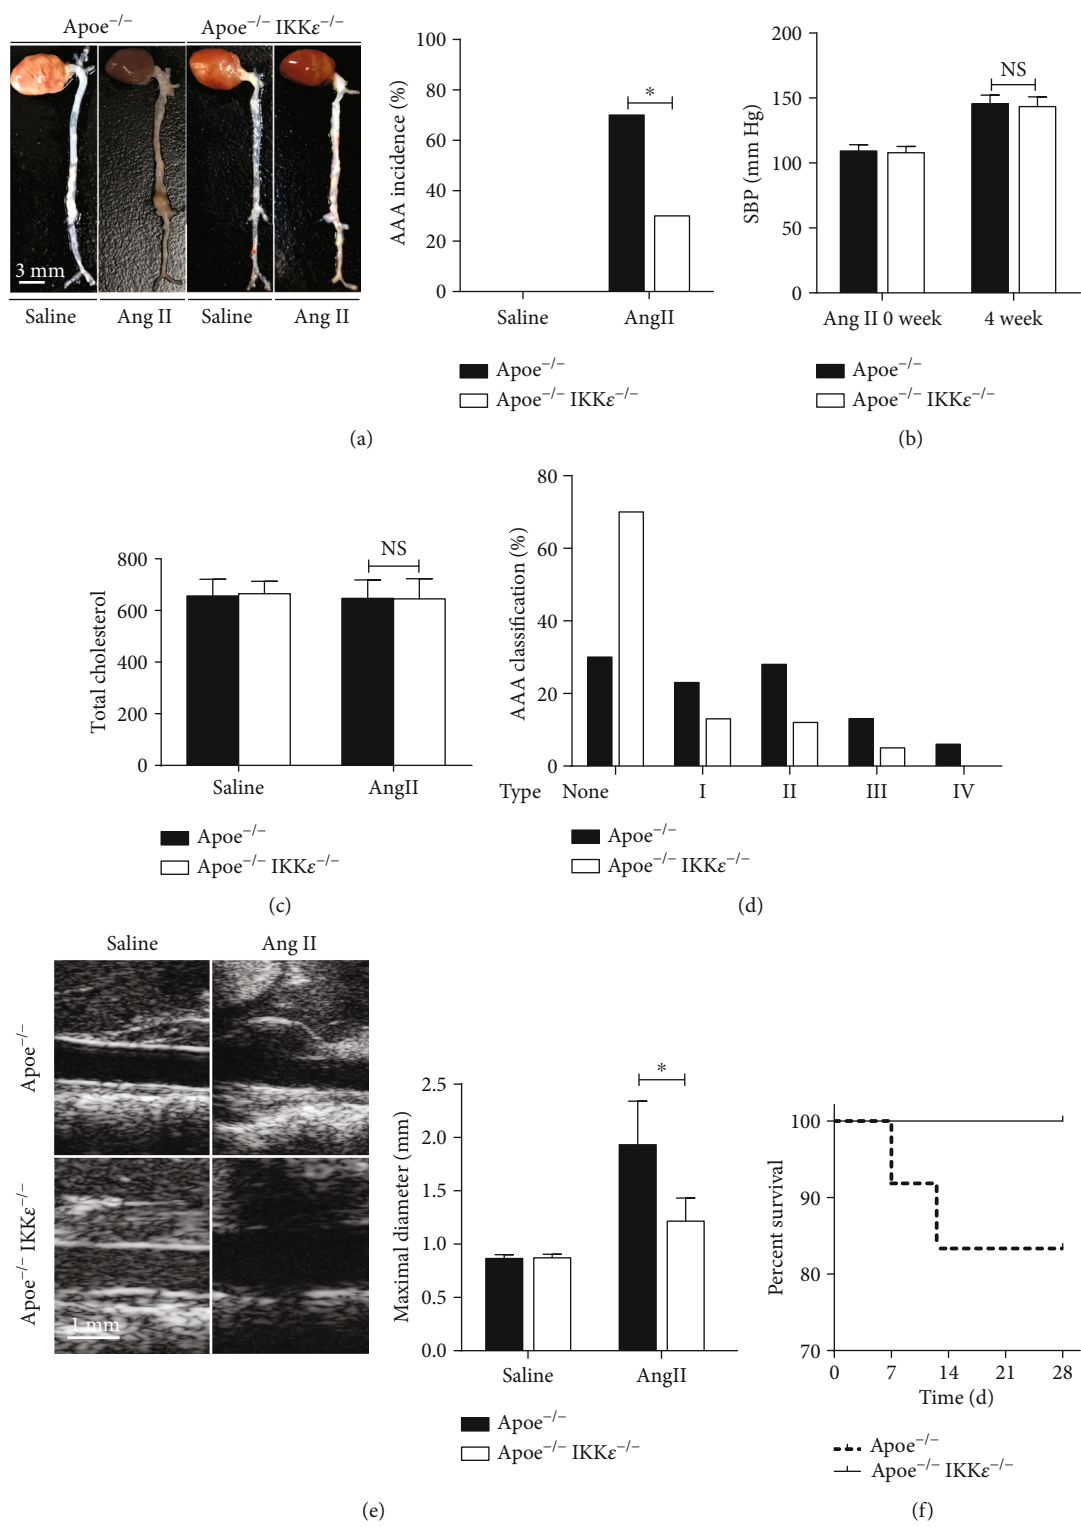 Apoe−/−
Apoe−/− IKKε−/−
3 mm
Saline
Ang II
Saline
Ang II
AAA incidence (%)
100
80
60
40
20
0
*
Saline
AngII
Apoe−/−
Apoe−/− IKKε−/−
(a)
SBP (mm Hg)
200
150
100
50
0
NS
Ang II 0 week
4 week
Apoe−/−
Apoe−/− IKKε−/−
(b)
Total cholesterol
800
600
400
200
0
NS
Saline
AngII
Apoe−/−
Apoe−/− IKKε−/−
(c)
AAA classification (%)
80
60
40
20
0
Type None I II III IV
Apoe−/−
Apoe−/− IKKε−/−
(d)
Saline
Ang II
Apoe−/−
Apoe−/− IKKε−/−
1 mm
Maximal diameter (mm)
2.5
2.0
1.5
1.0
0.5
0.0
*
Saline
AngII
Apoe−/−
Apoe−/− IKKε−/−
(e)
Percent survival
100
90
80
70
0 7 14 21 28
Time (d)
Apoe−/−
Apoe−/− IKKε−/−
(f)